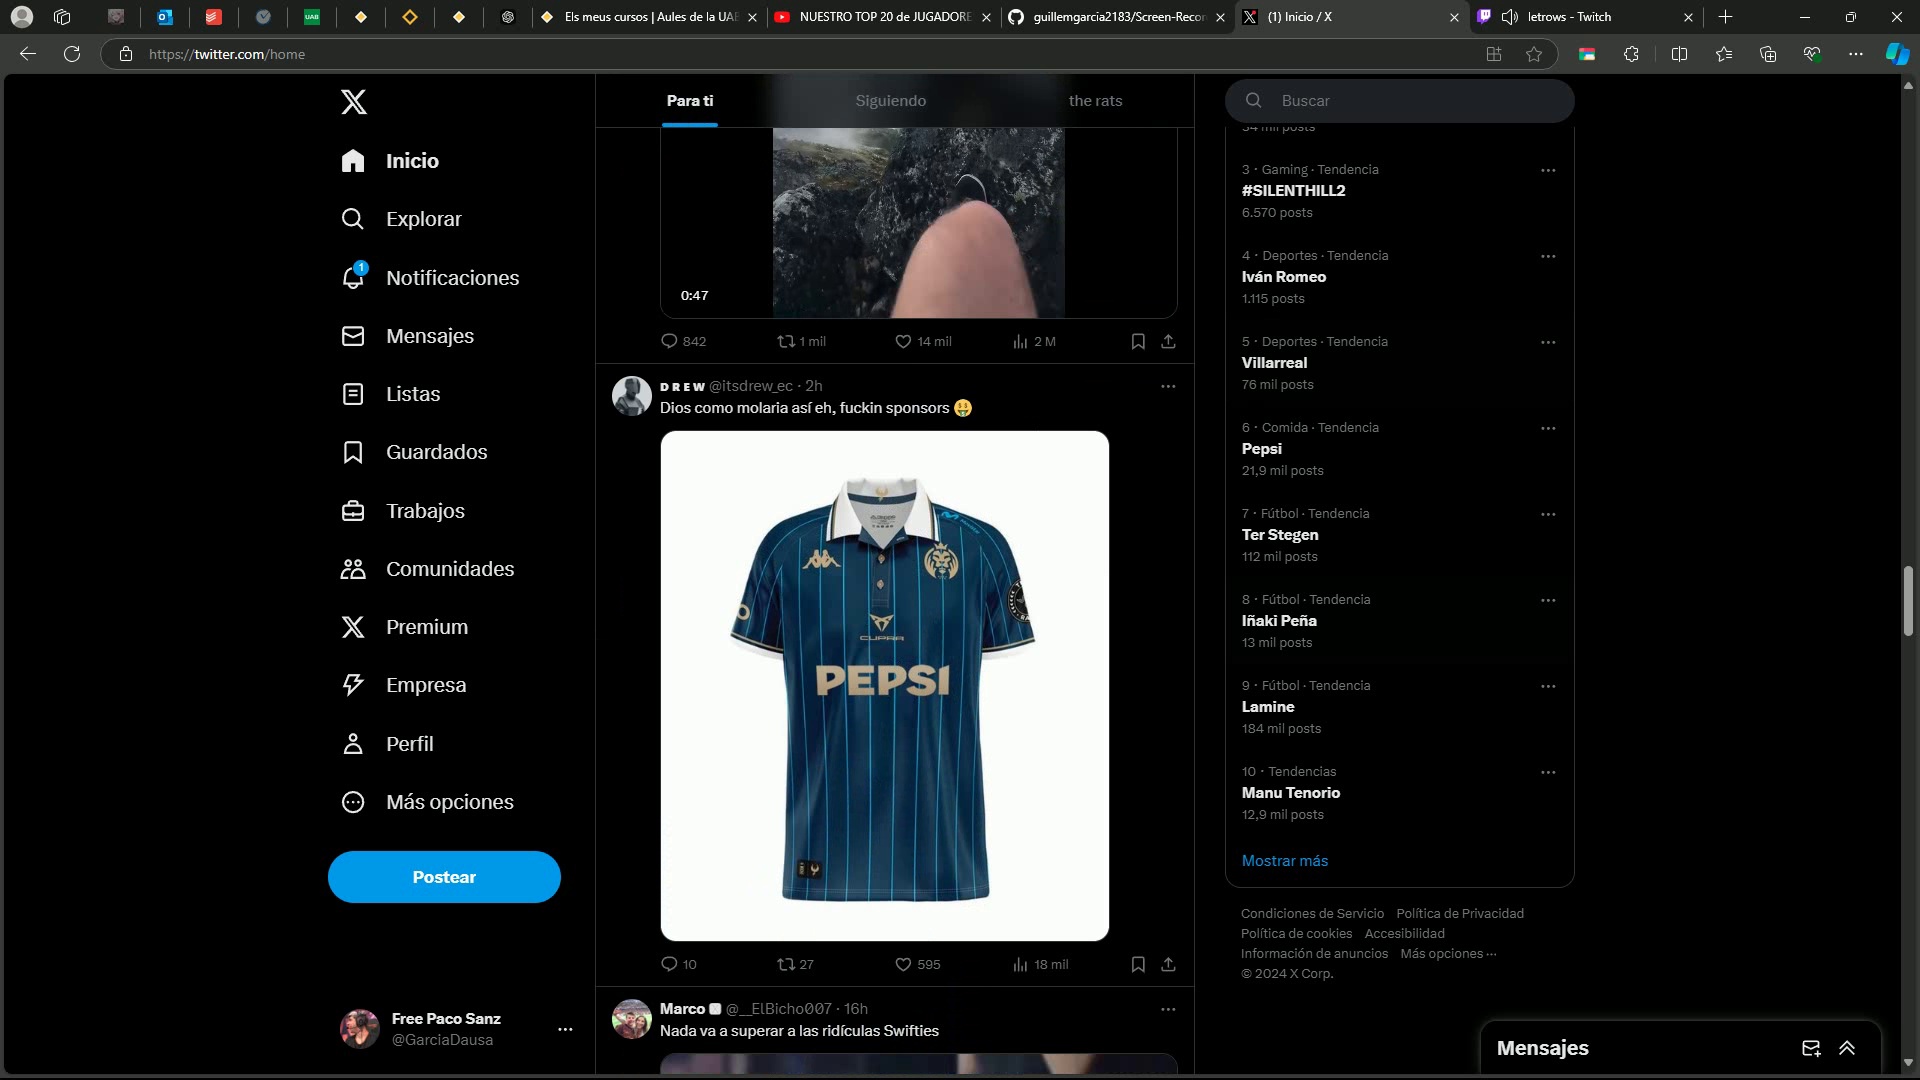 Els meus cursos | Aules de la UAB
NUESTRO TOP 20 de JUGADORE
guillemgarcia2183/Screen-Recor
(1) Inicio / X
letrows - Twitch
https://twitter.com/home
Para ti
Siguiendo
the rats
Buscar
Inicio
Explorar
1
Notificaciones
Mensajes
Listas
Guardados
Trabajos
Comunidades
Premium
Empresa
Perfil
Más opciones
Postear
Free Paco Sanz
@GarciaDausa
0:47
842
1 mil
14 mil
2 M
DREW @itsdrew_ec · 2h
Dios como molaria así eh, fuckin sponsors 🤑
CUPRA
PEPSI
10
27
595
18 mil
Marco @__ElBicho007 · 16h
Nada va a superar a las ridículas Swifties
34 mil posts
3 · Gaming · Tendencia
#SILENTHILL2
6.570 posts
4 · Deportes · Tendencia
Iván Romeo
1.115 posts
5 · Deportes · Tendencia
Villarreal
76 mil posts
6 · Comida · Tendencia
Pepsi
21,9 mil posts
7 · Fútbol · Tendencia
Ter Stegen
112 mil posts
8 · Fútbol · Tendencia
Iñaki Peña
13 mil posts
9 · Fútbol · Tendencia
Lamine
184 mil posts
10 · Tendencias
Manu Tenorio
12,9 mil posts
Mostrar más
Condiciones de Servicio Política de Privacidad
Política de cookies Accesibilidad
Información de anuncios Más opciones ···
© 2024 X Corp.
Mensajes